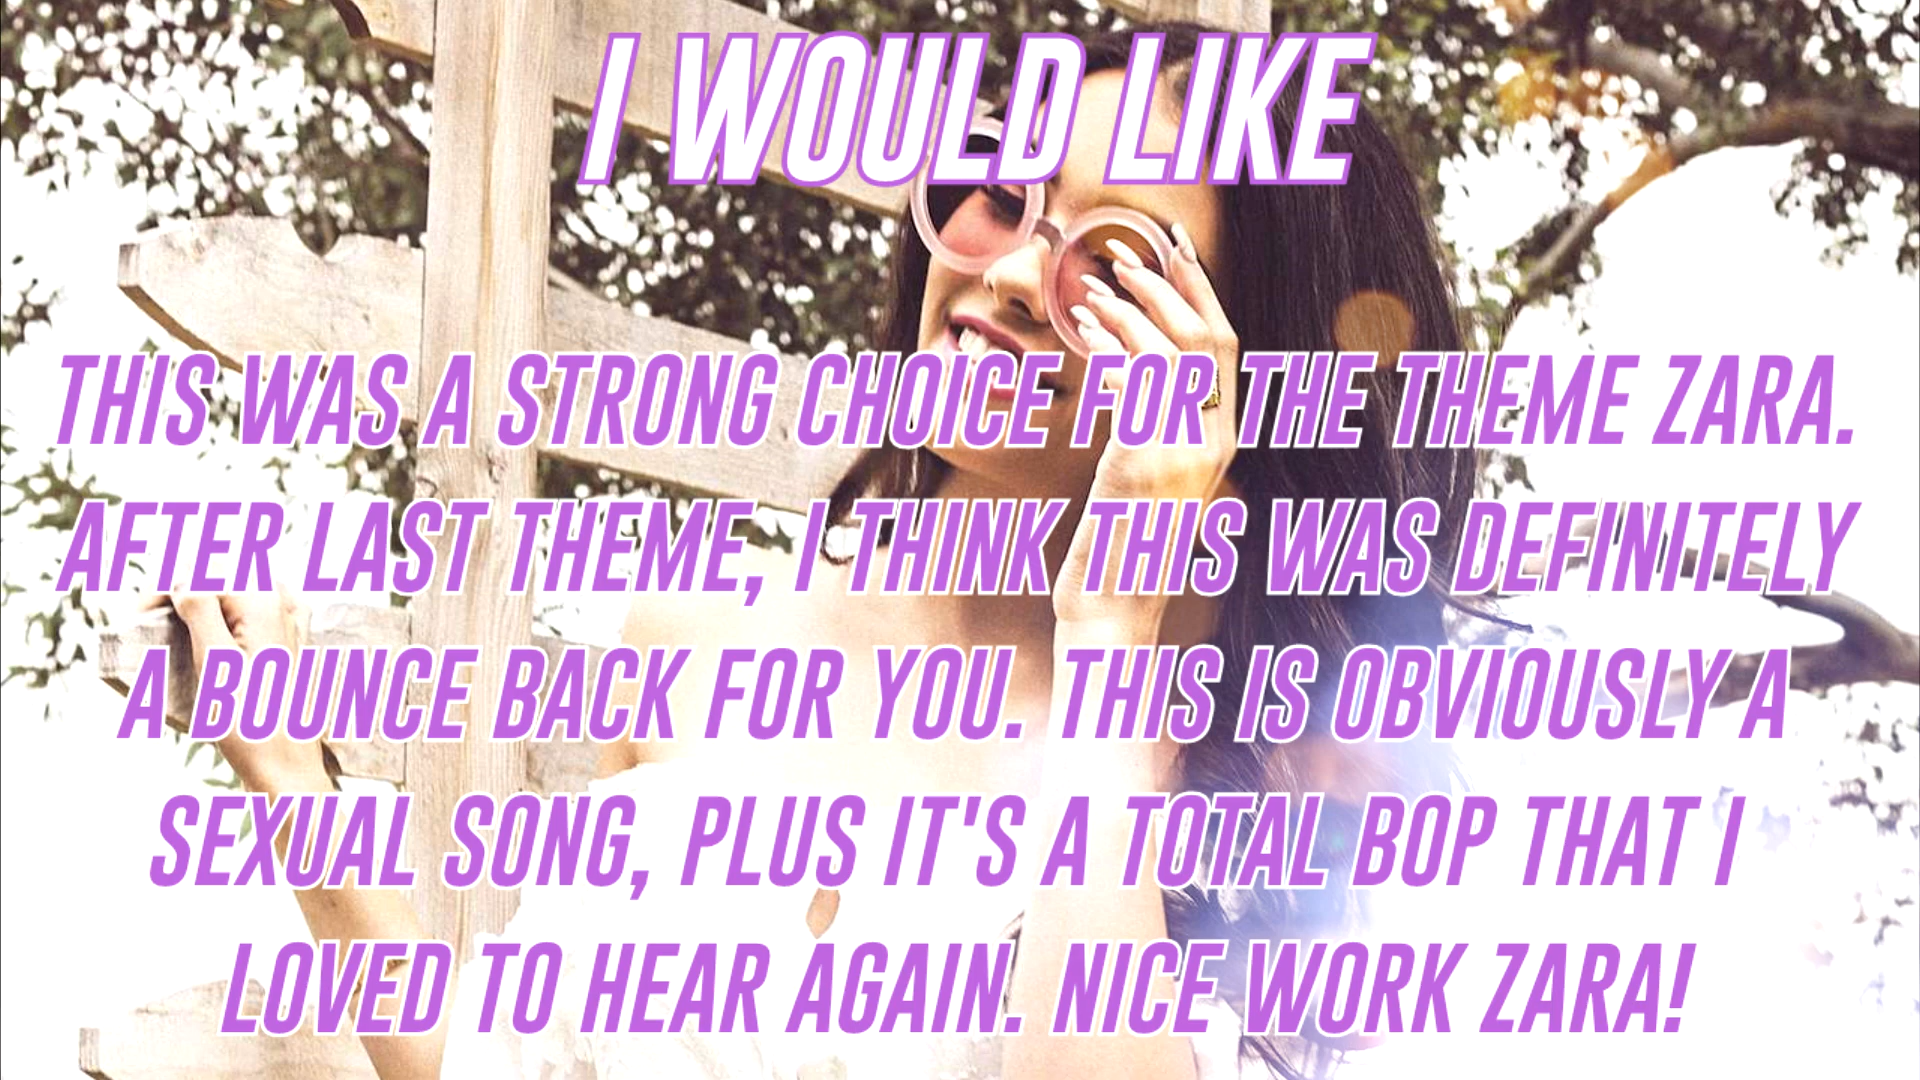 I WOULD LIKE
THIS WAS A STRONG CHOICE FOR THE THEME ZARA.
AFTER LAST THEME, I THINK THIS WAS DEFINITELY
A BOUNCE BACK FOR YOU. THIS IS OBVIOUSLY A
SEXUAL SONG, PLUS IT'S A TOTAL BOP THAT I
LOVED TO HEAR AGAIN. NICE WORK ZARA!